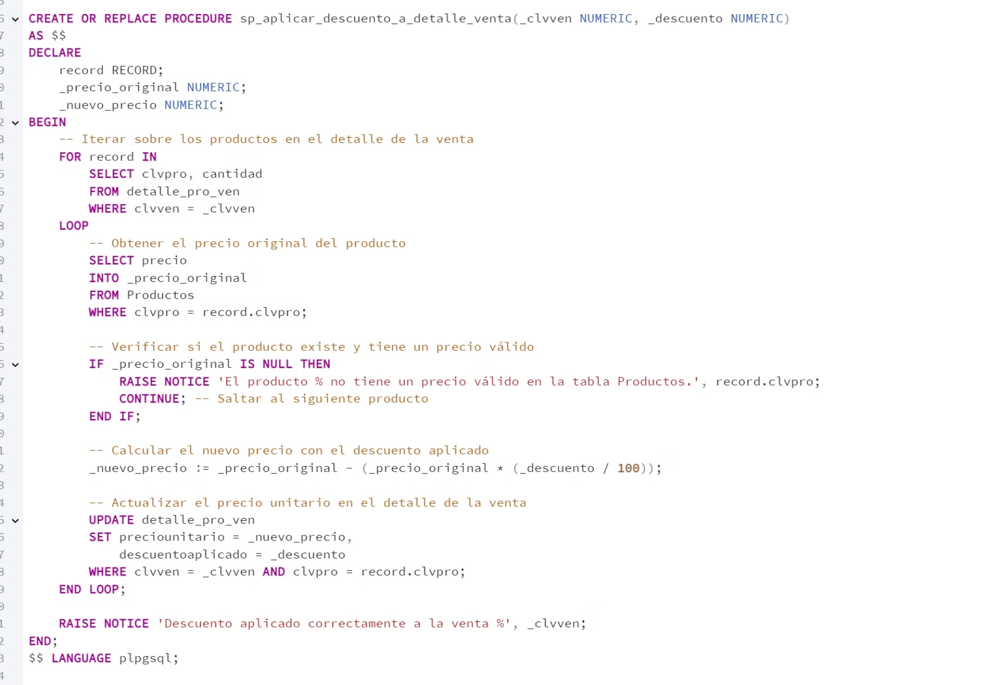 CREATE OR REPLACE PROCEDURE sp_aplicar_descuento_a_detalle_venta(_clvven NUMERIC, _descuento NUMERIC)
AS $$
DECLARE
    record RECORD;
    _precio_original NUMERIC;
    _nuevo_precio NUMERIC;
BEGIN
    -- Iterar sobre los productos en el detalle de la venta
    FOR record IN
        SELECT clvpro, cantidad
        FROM detalle_pro_ven
        WHERE clvven = _clvven
    LOOP
        -- Obtener el precio original del producto
        SELECT precio
        INTO _precio_original
        FROM Productos
        WHERE clvpro = record.clvpro;

        -- Verificar si el producto existe y tiene un precio válido
        IF _precio_original IS NULL THEN
            RAISE NOTICE 'El producto % no tiene un precio válido en la tabla Productos.', record.clvpro;
            CONTINUE; -- Saltar al siguiente producto
        END IF;

        -- Calcular el nuevo precio con el descuento aplicado
        _nuevo_precio := _precio_original - (_precio_original * (_descuento / 100));

        -- Actualizar el precio unitario en el detalle de la venta
        UPDATE detalle_pro_ven
        SET preciounitario = _nuevo_precio,
            descuentoaplicado = _descuento
        WHERE clvven = _clvven AND clvpro = record.clvpro;
    END LOOP;

    RAISE NOTICE 'Descuento aplicado correctamente a la venta %', _clvven;
END;
$$ LANGUAGE plpgsql;